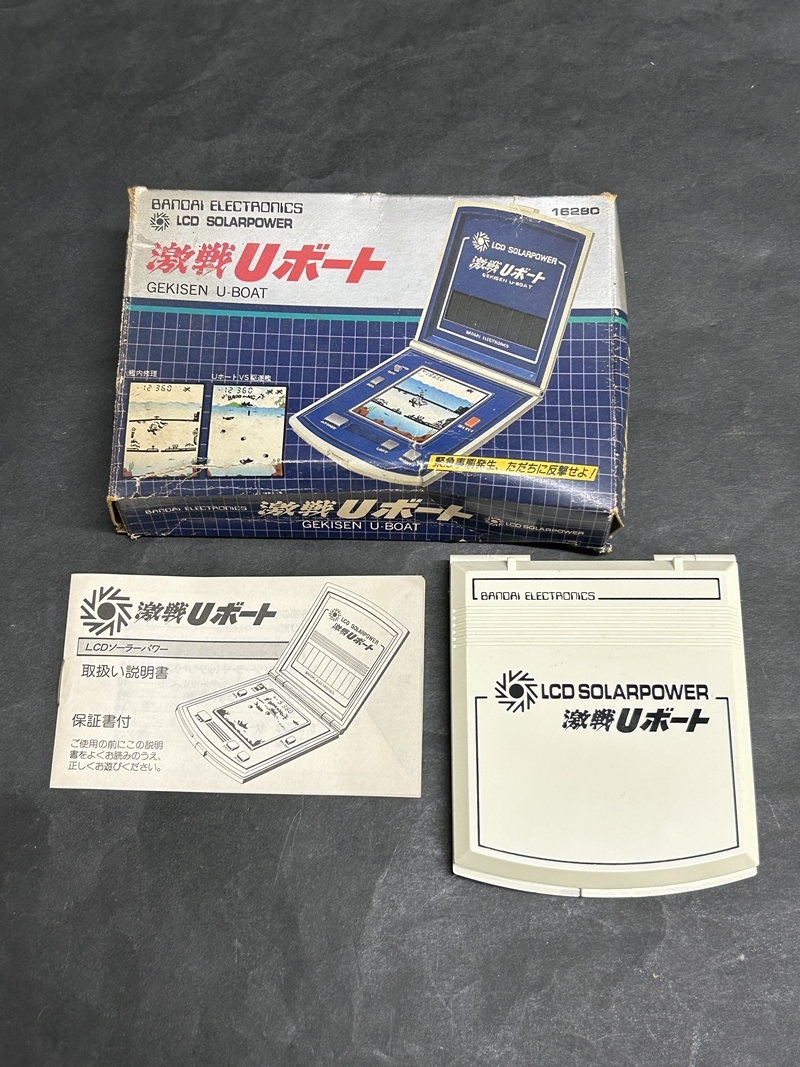 BANDAI ELECTRONICS
LCD SOLARPOWER
激戦Uボート
GEKISEN U-BOAT
16280
LCD SOLARPOWER
激戦Uボート
GEKISEN U-BOAT
BANDAI ELECTRONICS
艦内修理
UボートVS駆逐艦
12360
12360
緊急事態発生、ただちに反撃せよ!
BANDAI ELECTRONICS
激戦Uボート
GEKISEN U-BOAT
LCD SOLARPOWER
激戦Uボート
LCDソーラーパワー
取扱い説明書
保証書付
ご使用の前にこの説明
書をよくお読みのうえ、
正しくお遊びください。
LCD SOLARPOWER
激戦Uボート
BANDAI ELECTRONICS
LCD SOLARPOWER
激戦Uボート